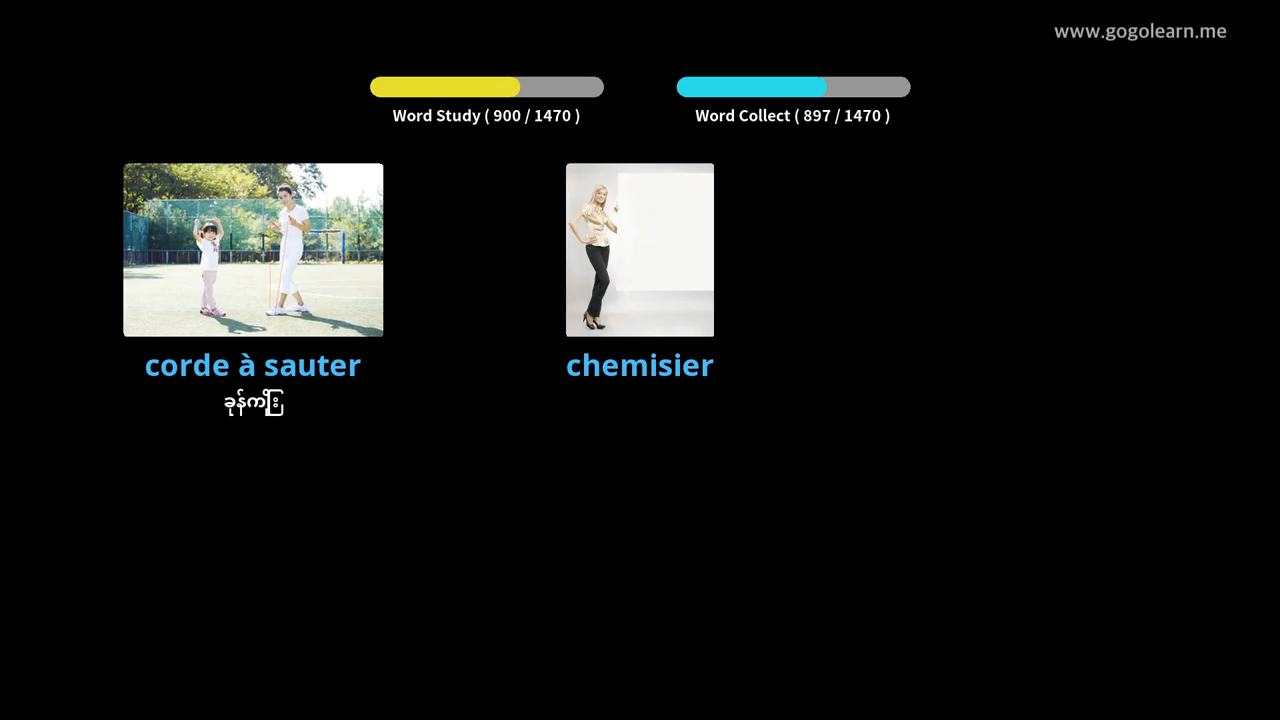 www.gogolearn.me
Word Study ( 900 / 1470 )
Word Collect ( 897 / 1470 )
corde à sauter
chemisier
ခုန်ကြိုး